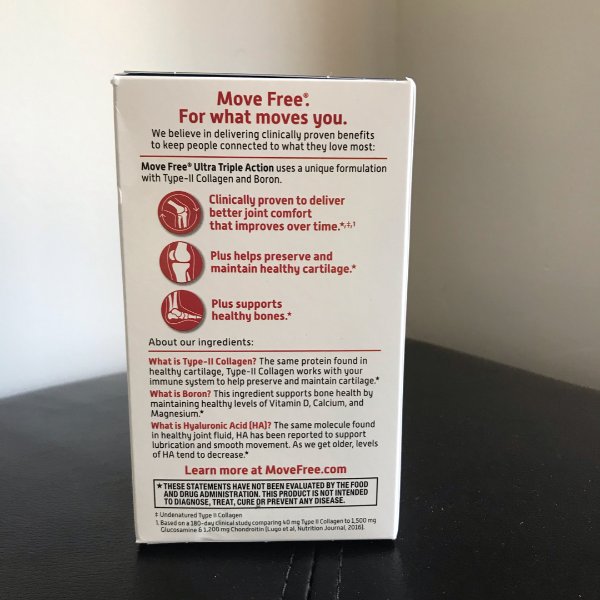 Move Free®.
For what moves you.
We believe in delivering clinically proven benefits
to keep people connected to what they love most:
Move Free® Ultra Triple Action uses a unique formulation
with Type-II Collagen and Boron.
Clinically proven to deliver
better joint comfort
that improves over time.*,‡,1
Plus helps preserve and
maintain healthy cartilage.*
Plus supports
healthy bones.*
About our ingredients:
What is Type-II Collagen? The same protein found in
healthy cartilage, Type-II Collagen works with your
immune system to help preserve and maintain cartilage.*
What is Boron? This ingredient supports bone health by
maintaining healthy levels of Vitamin D, Calcium, and
Magnesium.*
What is Hyaluronic Acid (HA)? The same molecule found
in healthy joint fluid, HA has been reported to support
lubrication and smooth movement. As we get older, levels
of HA tend to decrease.*
Learn more at MoveFree.com
* THESE STATEMENTS HAVE NOT BEEN EVALUATED BY THE FOOD
AND DRUG ADMINISTRATION. THIS PRODUCT IS NOT INTENDED
TO DIAGNOSE, TREAT, CURE OR PREVENT ANY DISEASE.
‡ Undenatured Type II Collagen
1. Based on a 180-day clinical study comparing 40 mg Type II Collagen to 1,500 mg
Glucosamine & 1,200 mg Chondroitin (Lugo et al, Nutrition Journal, 2016).